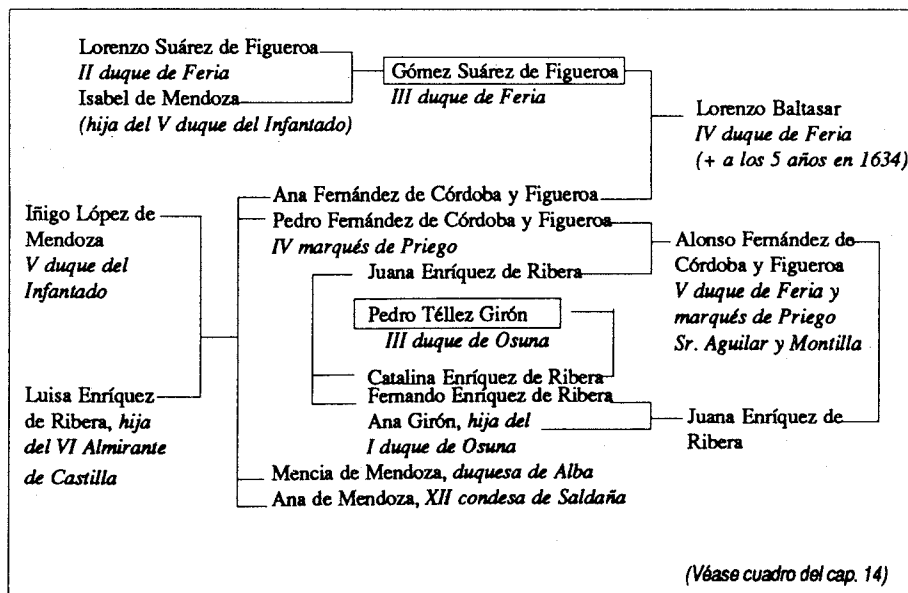 Lorenzo Suárez de Figueroa
II duque de Feria
Isabel de Mendoza
(hija del V duque del Infantado)
Gómez Suárez de Figueroa
III duque de Feria
Lorenzo Baltasar
IV duque de Feria
(+ a los 5 años en 1634)
Iñigo López de
Mendoza
V duque del
Infantado
Luisa Enríquez
de Ribera, hija
del VI Almirante
de Castilla
Ana Fernández de Córdoba y Figueroa
Pedro Fernández de Córdoba y Figueroa
IV marqués de Priego
Juana Enríquez de Ribera
Pedro Téllez Girón
III duque de Osuna
Catalina Enríquez de Ribera
Fernando Enríquez de Ribera
Ana Girón, hija del
I duque de Osuna
Mencia de Mendoza, duquesa de Alba
Ana de Mendoza, XII condesa de Saldaña
Alonso Fernández de
Córdoba y Figueroa
V duque de Feria y
marqués de Priego
Sr. Aguilar y Montilla
Juana Enríquez de
Ribera
(Véase cuadro del cap. 14)